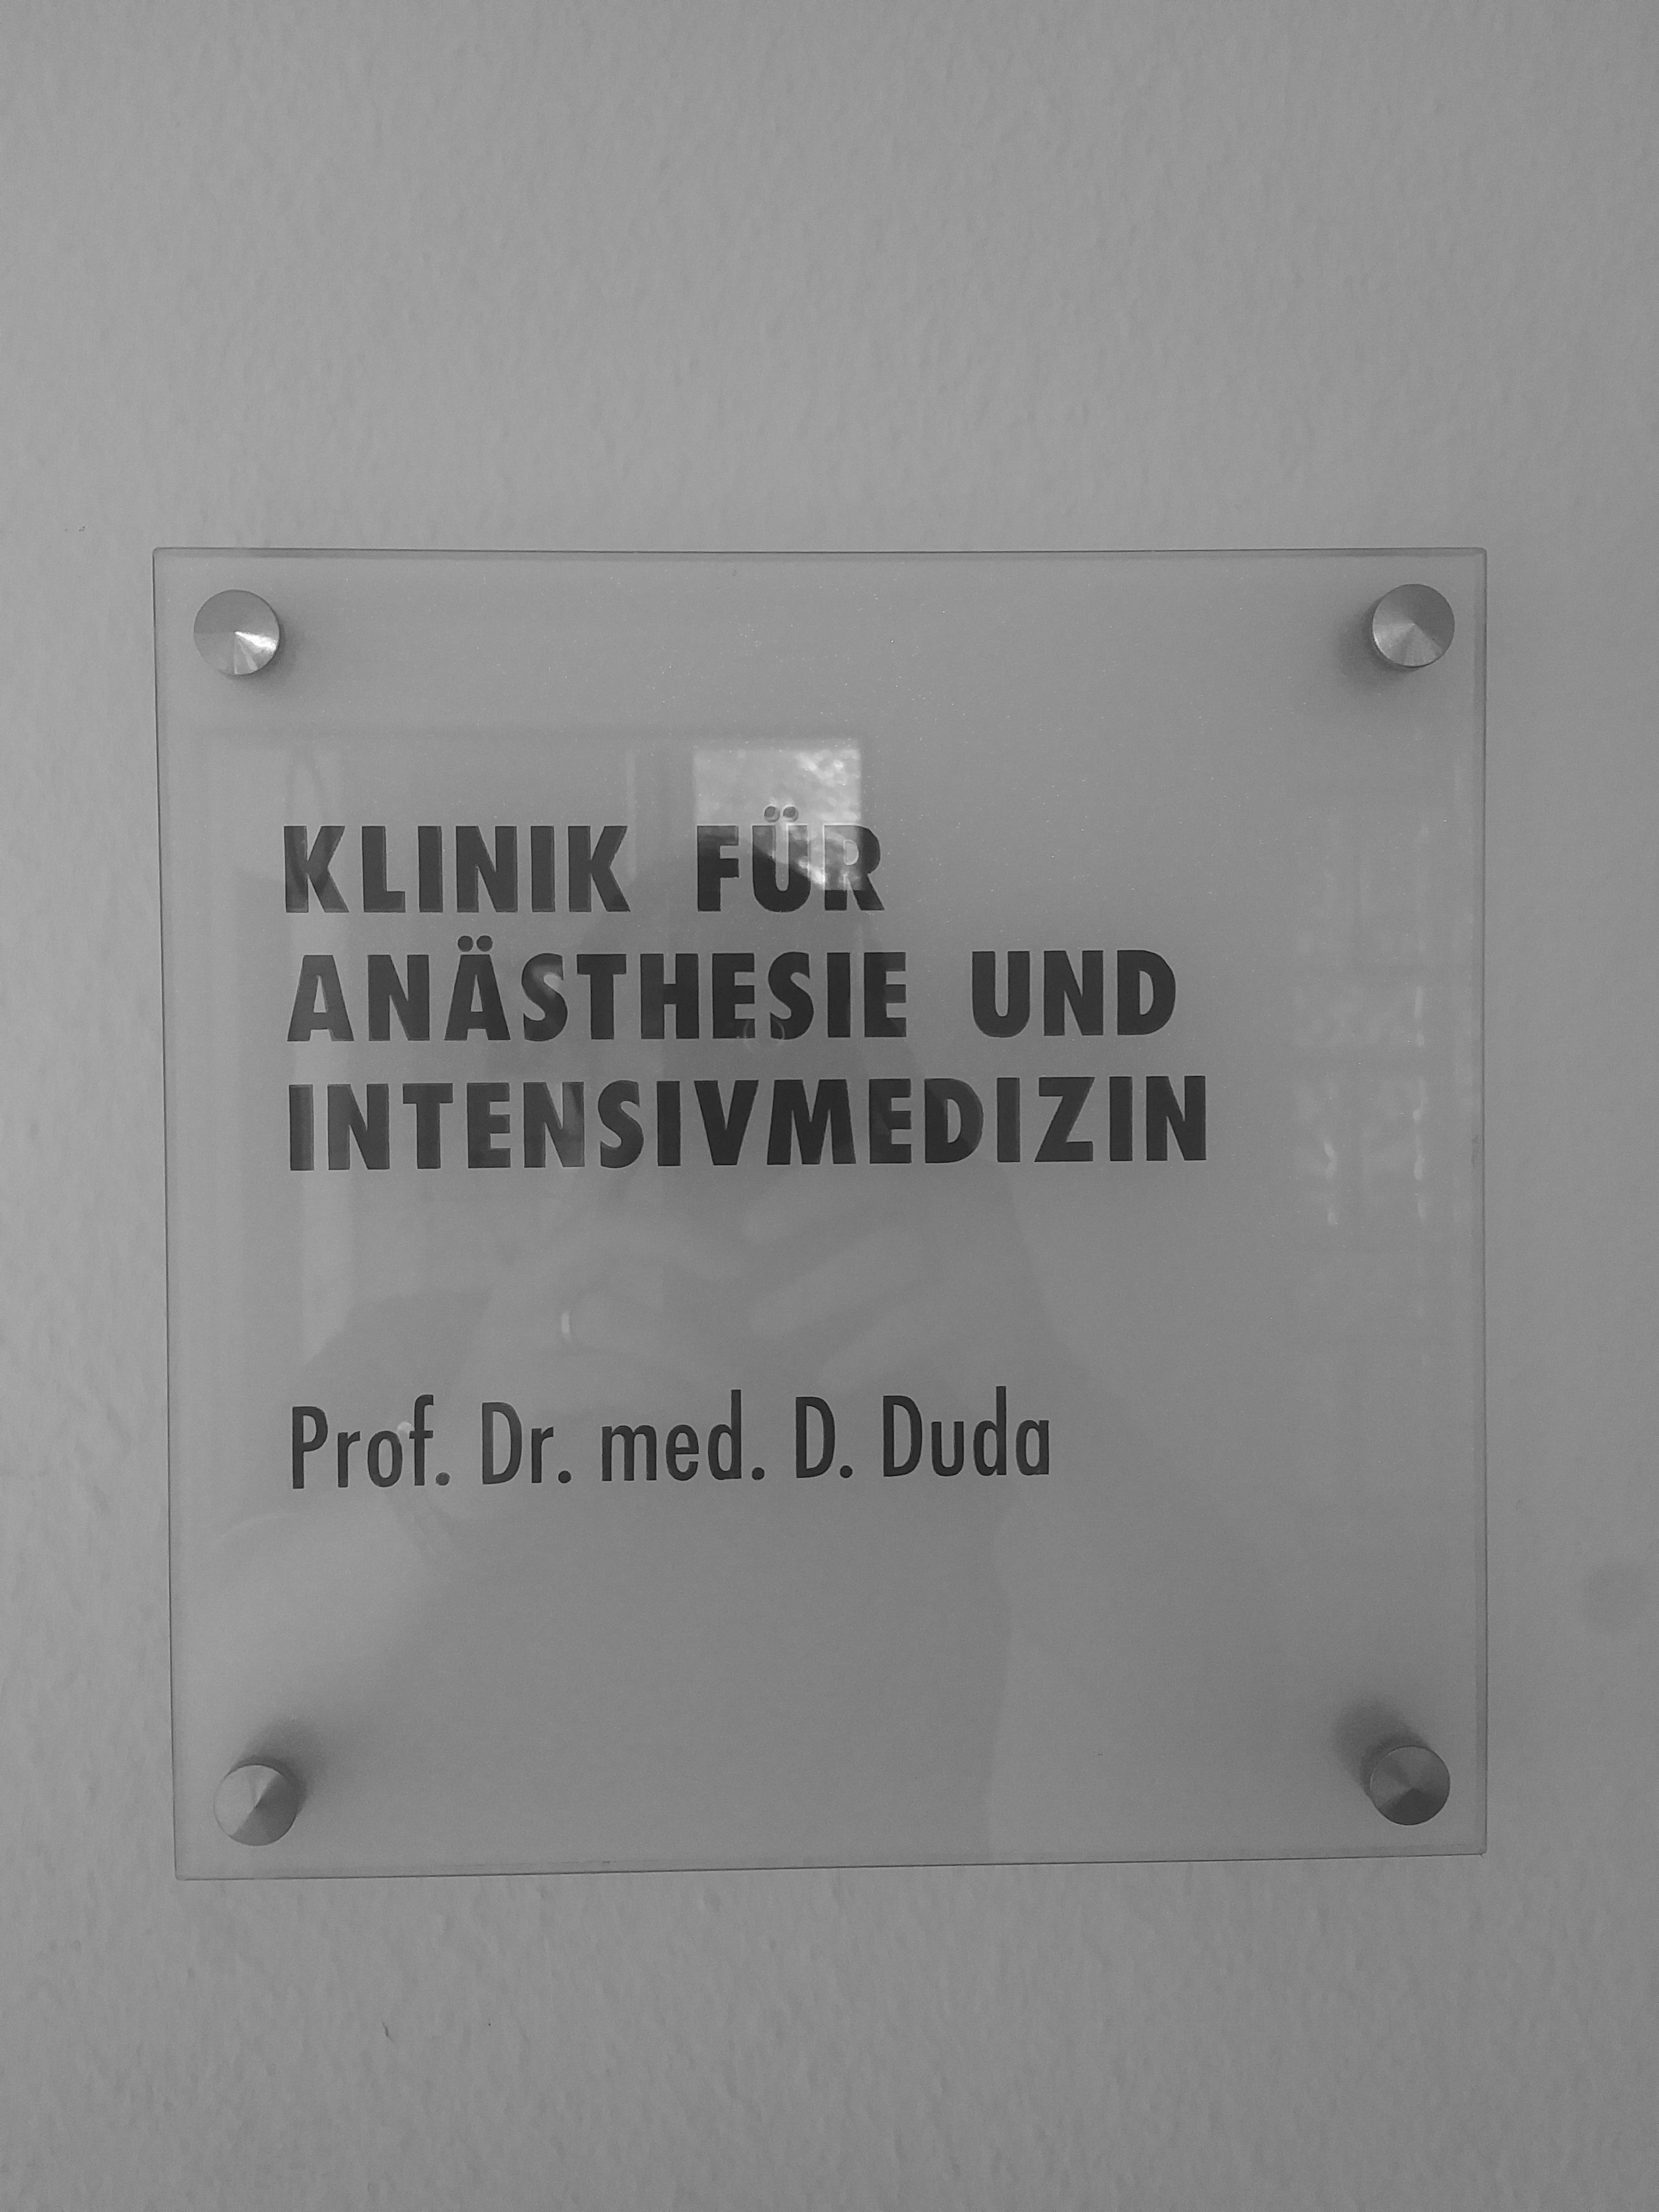 KLINIK FÜR
ANÄSTHESIE UND
INTENSIVMEDIZIN
Prof. Dr. med. D. Duda